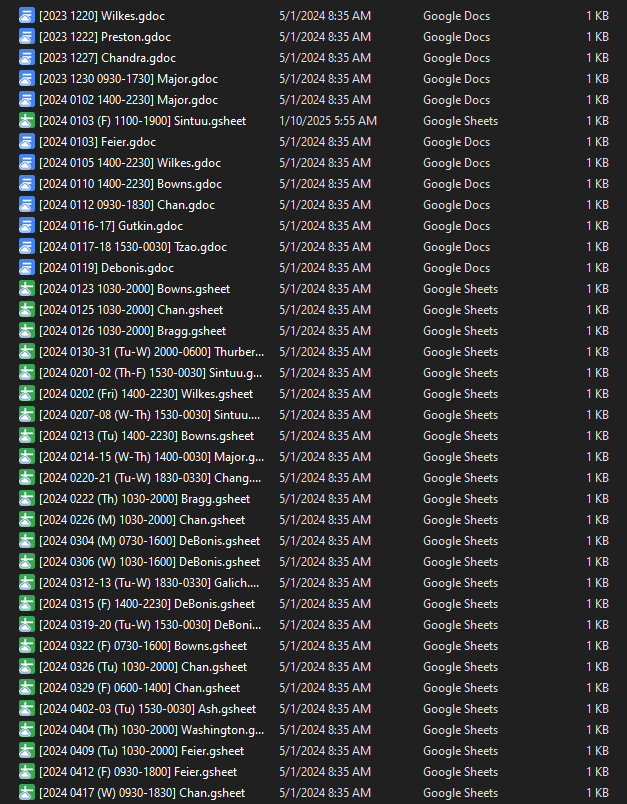 [2023 1220] Wilkes.gdoc 5/1/2024 8:35 AM Google Docs 1 KB
[2023 1222] Preston.gdoc 5/1/2024 8:35 AM Google Docs 1 KB
[2023 1227] Chandra.gdoc 5/1/2024 8:35 AM Google Docs 1 KB
[2023 1230 0930-1730] Major.gdoc 5/1/2024 8:35 AM Google Docs 1 KB
[2024 0102 1400-2230] Major.gdoc 5/1/2024 8:35 AM Google Docs 1 KB
[2024 0103 (F) 1100-1900] Sintuu.gsheet 1/10/2025 5:55 AM Google Sheets 1 KB
[2024 0103] Feier.gdoc 5/1/2024 8:35 AM Google Docs 1 KB
[2024 0105 1400-2230] Wilkes.gdoc 5/1/2024 8:35 AM Google Docs 1 KB
[2024 0110 1400-2230] Bowns.gdoc 5/1/2024 8:35 AM Google Docs 1 KB
[2024 0112 0930-1830] Chan.gdoc 5/1/2024 8:35 AM Google Docs 1 KB
[2024 0116-17] Gutkin.gdoc 5/1/2024 8:35 AM Google Docs 1 KB
[2024 0117-18 1530-0030] Tzao.gdoc 5/1/2024 8:35 AM Google Docs 1 KB
[2024 0119] Debonis.gdoc 5/1/2024 8:35 AM Google Docs 1 KB
[2024 0123 1030-2000] Bowns.gsheet 5/1/2024 8:35 AM Google Sheets 1 KB
[2024 0125 1030-2000] Chan.gsheet 5/1/2024 8:35 AM Google Sheets 1 KB
[2024 0126 1030-2000] Bragg.gsheet 5/1/2024 8:35 AM Google Sheets 1 KB
[2024 0130-31 (Tu-W) 2000-0600] Thurber... 5/1/2024 8:35 AM Google Sheets 1 KB
[2024 0201-02 (Th-F) 1530-0030] Sintuu.g... 5/1/2024 8:35 AM Google Sheets 1 KB
[2024 0202 (Fri) 1400-2230] Wilkes.gsheet 5/1/2024 8:35 AM Google Sheets 1 KB
[2024 0207-08 (W-Th) 1530-0030] Sintuu.... 5/1/2024 8:35 AM Google Sheets 1 KB
[2024 0213 (Tu) 1400-2230] Bowns.gsheet 5/1/2024 8:35 AM Google Sheets 1 KB
[2024 0214-15 (W-Th) 1400-0030] Major.g... 5/1/2024 8:35 AM Google Sheets 1 KB
[2024 0220-21 (Tu-W) 1830-0330] Chang.... 5/1/2024 8:35 AM Google Sheets 1 KB
[2024 0222 (Th) 1030-2000] Bragg.gsheet 5/1/2024 8:35 AM Google Sheets 1 KB
[2024 0226 (M) 1030-2000] Chan.gsheet 5/1/2024 8:35 AM Google Sheets 1 KB
[2024 0304 (M) 0730-1600] DeBonis.gsheet 5/1/2024 8:35 AM Google Sheets 1 KB
[2024 0306 (W) 1030-1600] DeBonis.gsheet 5/1/2024 8:35 AM Google Sheets 1 KB
[2024 0312-13 (Tu-W) 1830-0330] Galich.... 5/1/2024 8:35 AM Google Sheets 1 KB
[2024 0315 (F) 1400-2230] DeBonis.gsheet 5/1/2024 8:35 AM Google Sheets 1 KB
[2024 0319-20 (Tu-W) 1530-0030] DeBoni... 5/1/2024 8:35 AM Google Sheets 1 KB
[2024 0322 (F) 0730-1600] Bowns.gsheet 5/1/2024 8:35 AM Google Sheets 1 KB
[2024 0326 (Tu) 1030-2000] Chan.gsheet 5/1/2024 8:35 AM Google Sheets 1 KB
[2024 0329 (F) 0600-1400] Chan.gsheet 5/1/2024 8:35 AM Google Sheets 1 KB
[2024 0402-03 (Tu) 1530-0030] Ash.gsheet 5/1/2024 8:35 AM Google Sheets 1 KB
[2024 0404 (Th) 1030-2000] Washington.g... 5/1/2024 8:35 AM Google Sheets 1 KB
[2024 0409 (Tu) 1030-2000] Feier.gsheet 5/1/2024 8:35 AM Google Sheets 1 KB
[2024 0412 (F) 0930-1800] Feier.gsheet 5/1/2024 8:35 AM Google Sheets 1 KB
[2024 0417 (W) 0930-1830] Chan.gsheet 5/1/2024 8:35 AM Google Sheets 1 KB